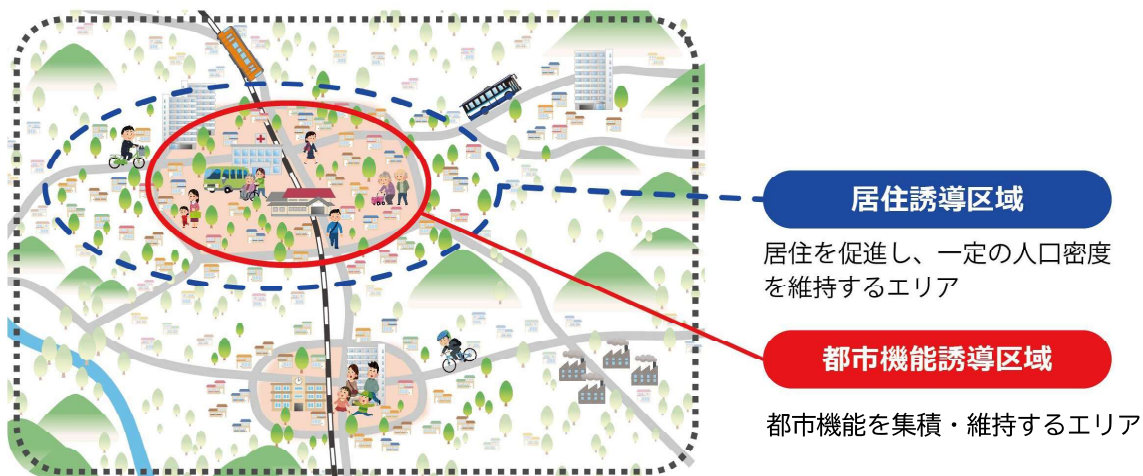 居住誘導区域
居住を促進し、一定の人口密度
を維持するエリア
都市機能誘導区域
都市機能を集積・維持するエリア